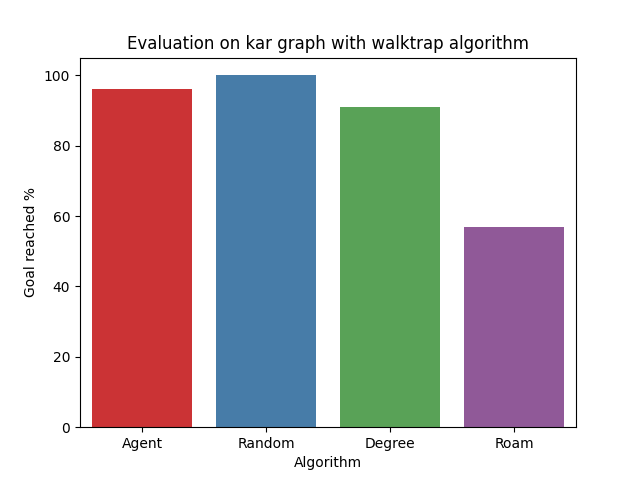 Evaluation on kar graph with walktrap algorithm
100
80
60
40
20
0
Goal reached %
Agent Random Degree Roam
Algorithm